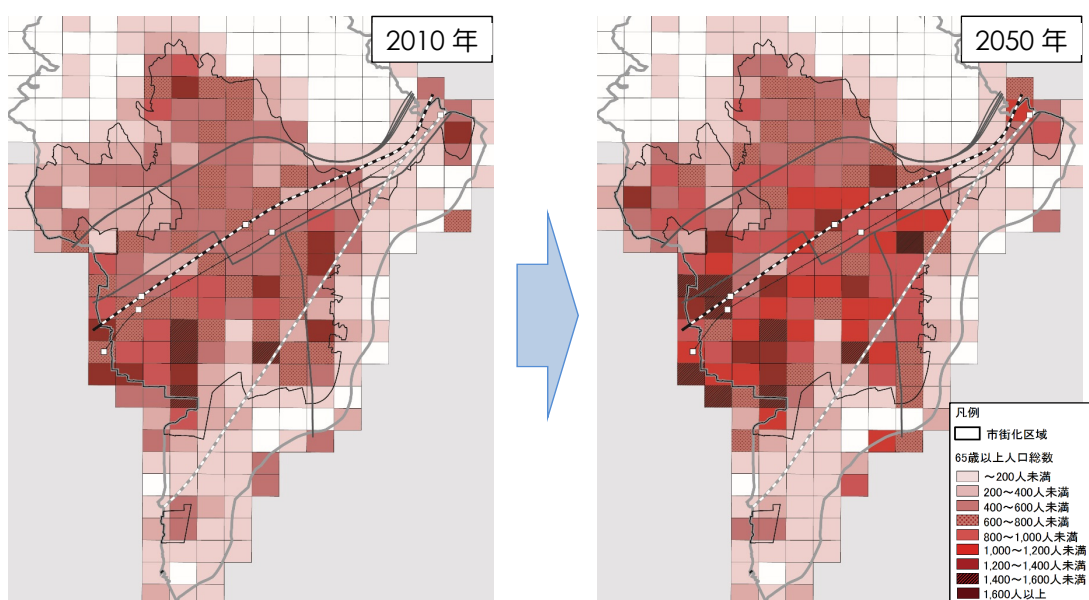 2010 年
2050 年
凡例
市街化区域
65歳以上人口総数
～200人未満
200～400人未満
400～600人未満
600～800人未満
800～1,000人未満
1,000～1,200人未満
1,200～1,400人未満
1,400～1,600人未満
1,600人以上